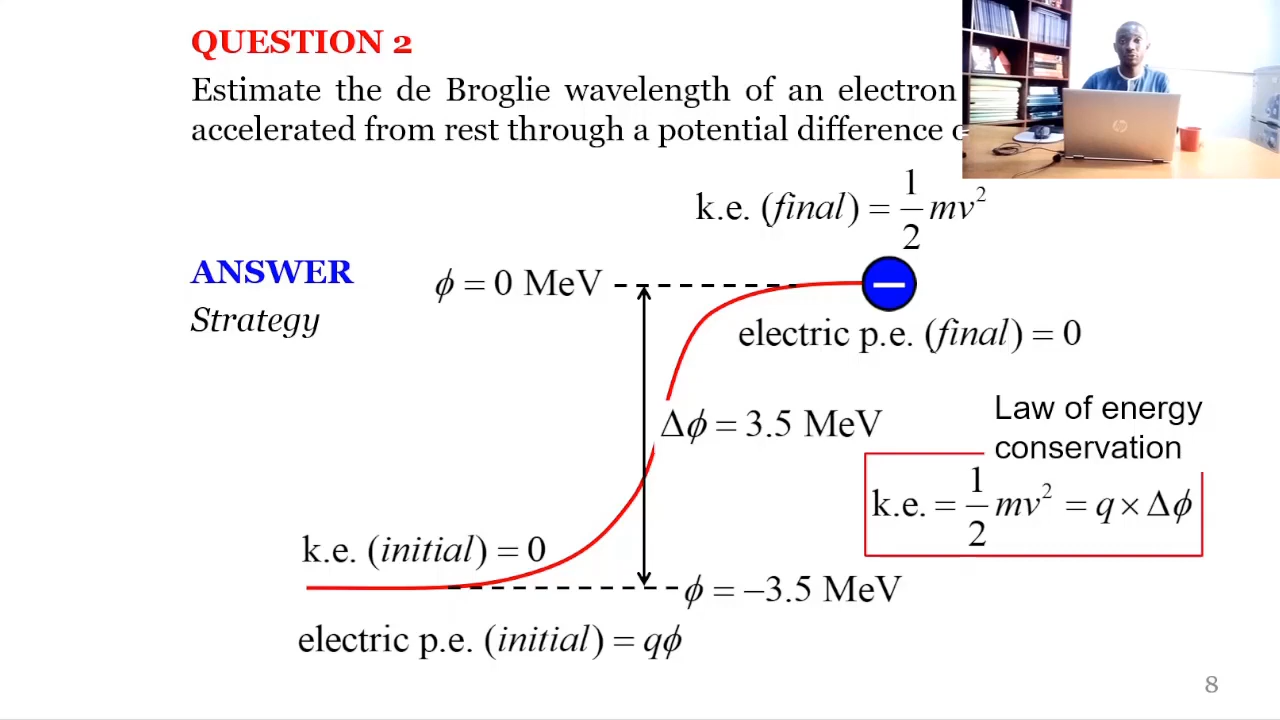 QUESTION 2
Estimate the de Broglie wavelength of an electron
accelerated from rest through a potential difference
k.e. (final) = 1/2 mv²
ANSWER
ϕ = 0 MeV
−
Strategy
electric p.e. (final) = 0
Law of energy
conservation
Δϕ = 3.5 MeV
k.e. = 1/2 mv² = q × Δϕ
k.e. (initial) = 0
ϕ = −3.5 MeV
electric p.e. (initial) = qϕ
8
hp